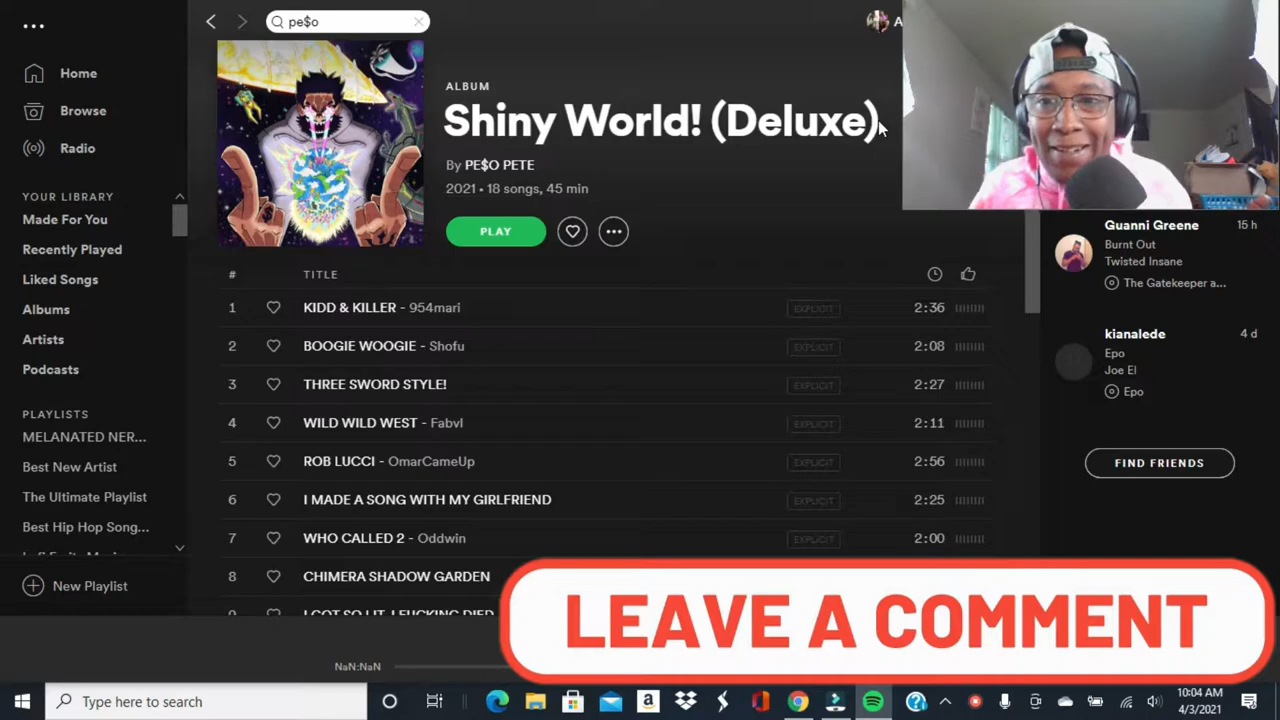 pe$o
A
Home
Browse
Radio
YOUR LIBRARY
Made For You
Recently Played
Liked Songs
Albums
Artists
Podcasts
PLAYLISTS
MELANATED NER...
Best New Artist
The Ultimate Playlist
Best Hip Hop Song...
New Playlist
ALBUM
Shiny World! (Deluxe)
By PE$O PETE
2021 • 18 songs, 45 min
PLAY
# TITLE
1 KIDD & KILLER - 954mari EXPLICIT 2:36
2 BOOGIE WOOGIE - Shofu EXPLICIT 2:08
3 THREE SWORD STYLE! EXPLICIT 2:27
4 WILD WILD WEST - Fabvl EXPLICIT 2:11
5 ROB LUCCI - OmarCameUp EXPLICIT 2:56
6 I MADE A SONG WITH MY GIRLFRIEND EXPLICIT 2:25
7 WHO CALLED 2 - Oddwin EXPLICIT 2:00
8 CHIMERA SHADOW GARDEN
9 I GOT SO LIT, I FUCKING DIED
Guanni Greene 15 h
Burnt Out
Twisted Insane
The Gatekeeper a...
kianalede 4 d
Epo
Joe El
Epo
FIND FRIENDS
LEAVE A COMMENT
NaN:NaN
Type here to search
10:04 AM
4/3/2021